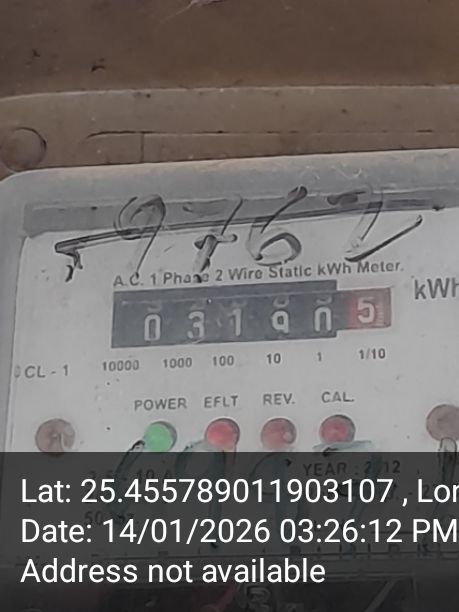 9762
A.C. 1 Phase 2 Wire Static kWh Meter.
kWh
0 3 1 9 0 5
CL - 1
10000 1000 100 10 1 1/10
POWER EFLT REV. CAL.
YEAR : 2012
Lat: 25.455789011903107 , Lon
Date: 14/01/2026 03:26:12 PM
Address not available